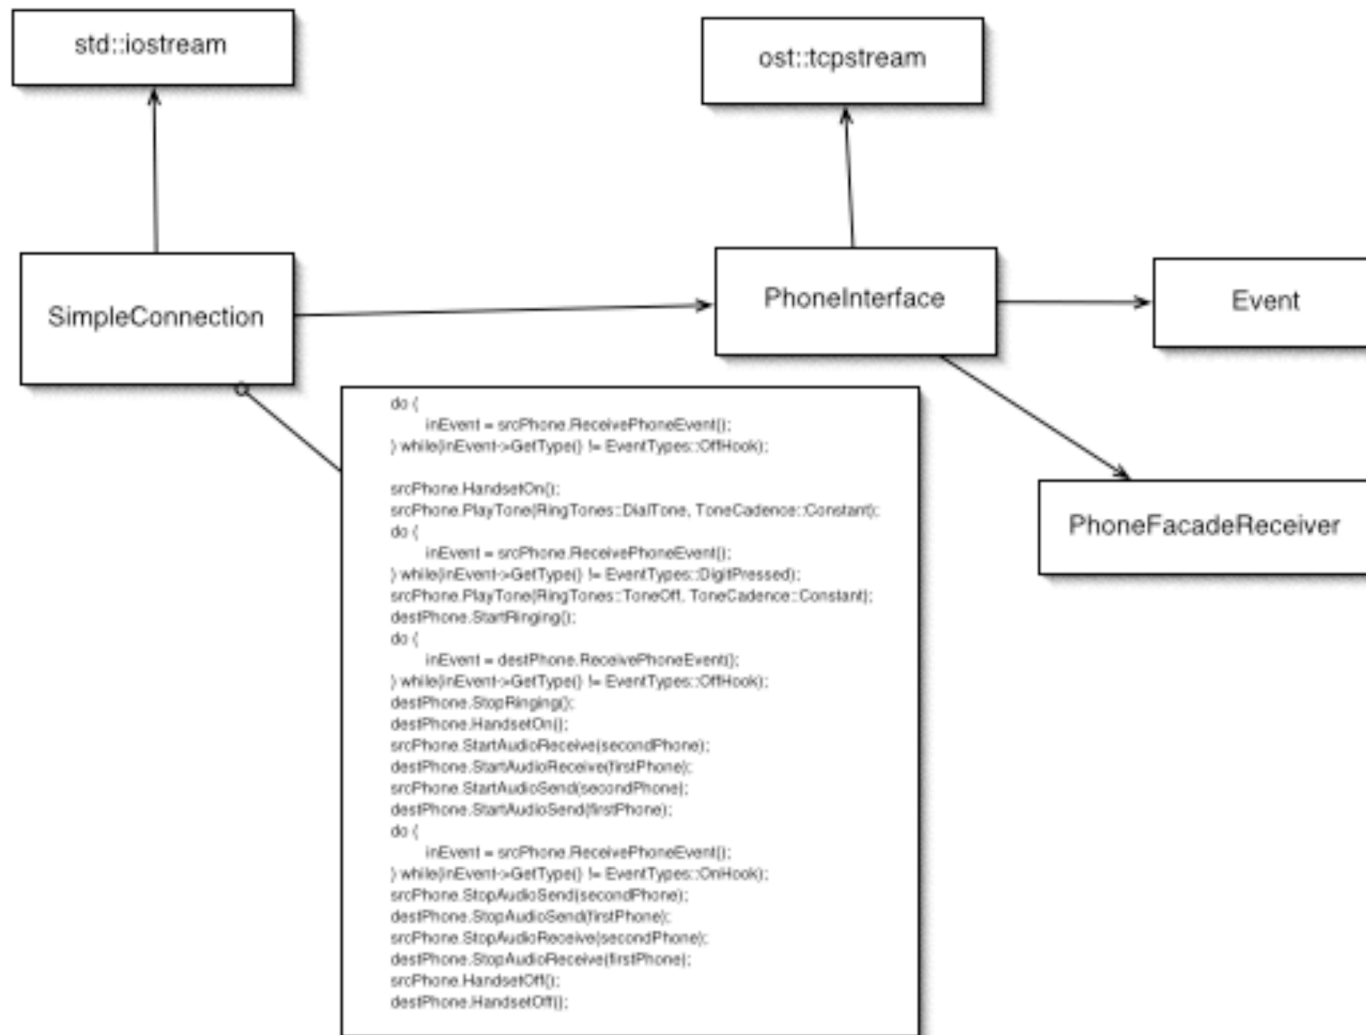 std::iostream
ost::tcpstream
SimpleConnection
PhoneInterface
Event
PhoneFacadeReceiver
do {
inEvent = srcPhone.ReceivePhoneEvent();
} while(inEvent->GetType() != EventTypes::OffHook);
srcPhone.HandsetOn();
srcPhone.PlayTone(RingTones::DialTone, ToneCadence::Constant);
do {
inEvent = srcPhone.ReceivePhoneEvent();
} while(inEvent->GetType() != EventTypes::DigitPressed);
srcPhone.PlayTone(RingTones::ToneOff, ToneCadence::Constant);
destPhone.StartRinging();
do {
inEvent = destPhone.ReceivePhoneEvent();
} while(inEvent->GetType() != EventTypes::OffHook);
destPhone.StopRinging();
destPhone.HandsetOn();
srcPhone.StartAudioReceive(secondPhone);
destPhone.StartAudioReceive(firstPhone);
srcPhone.StartAudioSend(secondPhone);
destPhone.StartAudioSend(firstPhone);
do {
inEvent = srcPhone.ReceivePhoneEvent();
} while(inEvent->GetType() != EventTypes::OnHook);
srcPhone.StopAudioSend(secondPhone);
destPhone.StopAudioSend(firstPhone);
srcPhone.StopAudioReceive(secondPhone);
destPhone.StopAudioReceive(firstPhone);
srcPhone.HandsetOff();
destPhone.HandsetOff();